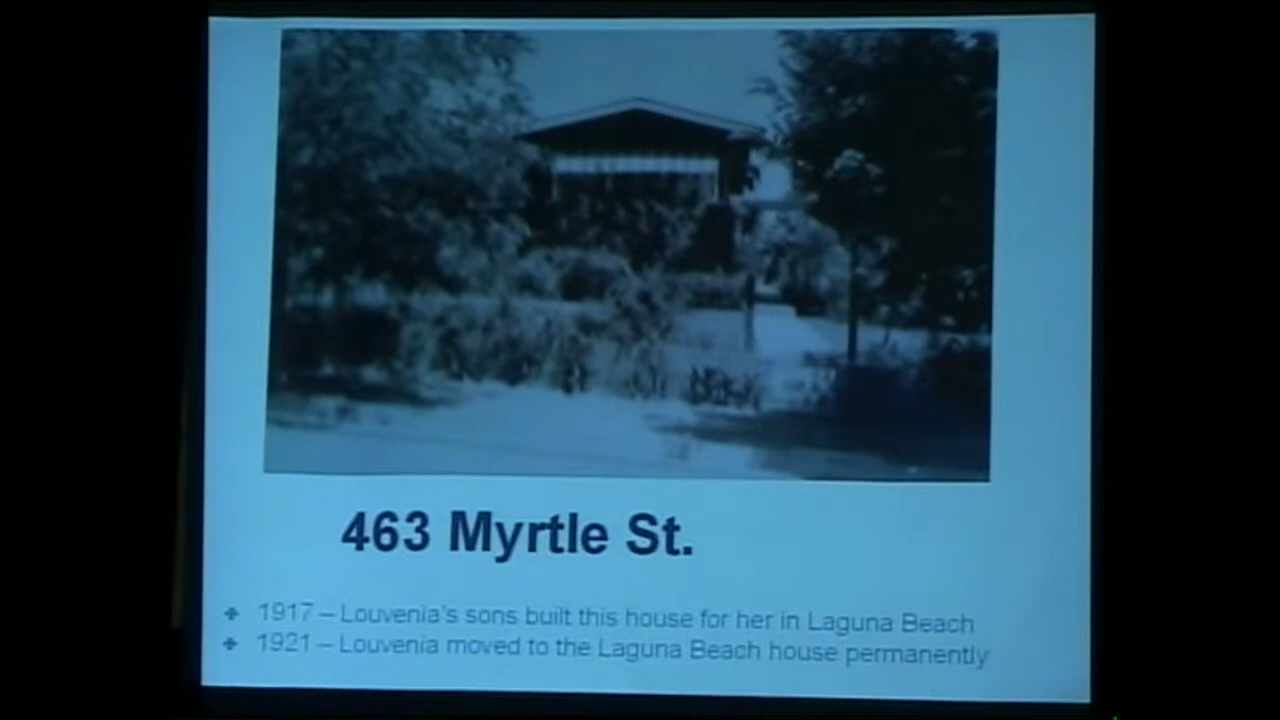 463 Myrtle St.
❖ 1917 – Louvenia's sons built this house for her in Laguna Beach
❖ 1921 – Louvenia moved to the Laguna Beach house permanently